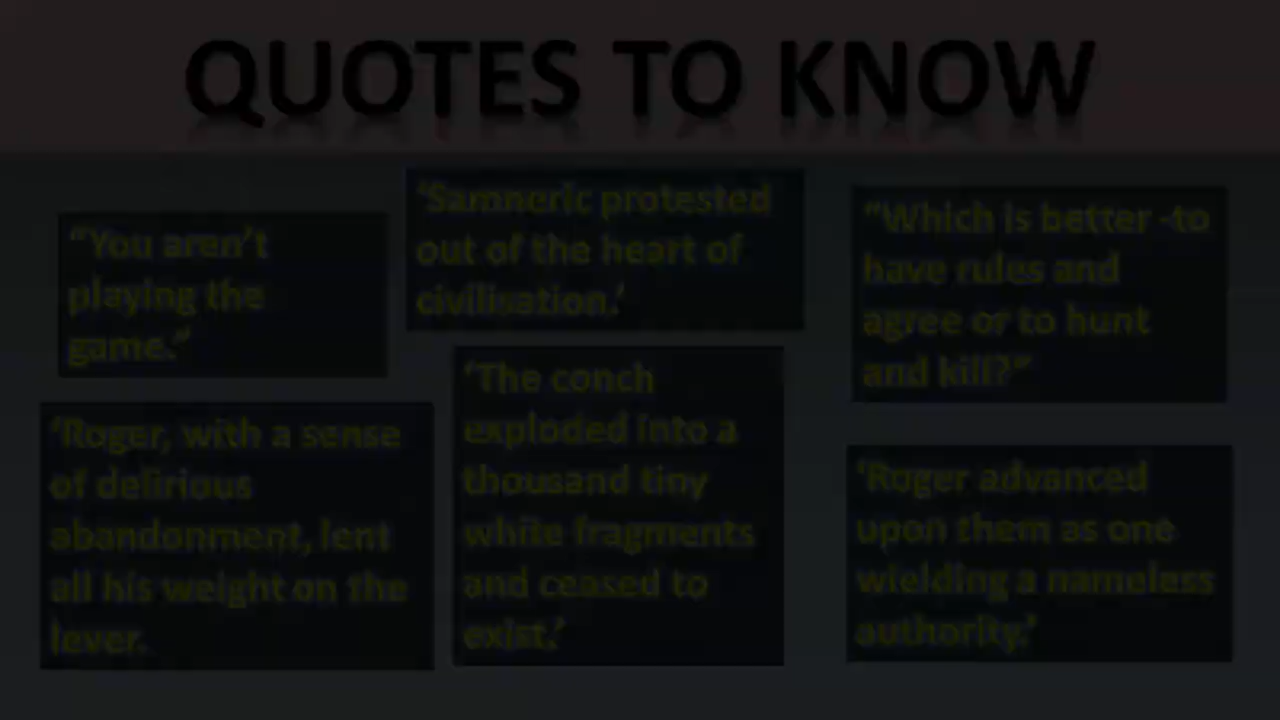 QUOTES TO KNOW
“You aren’t
playing the
game.”
‘Samneric protested
out of the heart of
civilisation.’
“Which is better -to
have rules and
agree or to hunt
and kill?”
‘Roger, with a sense
of delirious
abandonment, lent
all his weight on the
lever.
‘The conch
exploded into a
thousand tiny
white fragments
and ceased to
exist.’
‘Roger advanced
upon them as one
wielding a nameless
authority.’